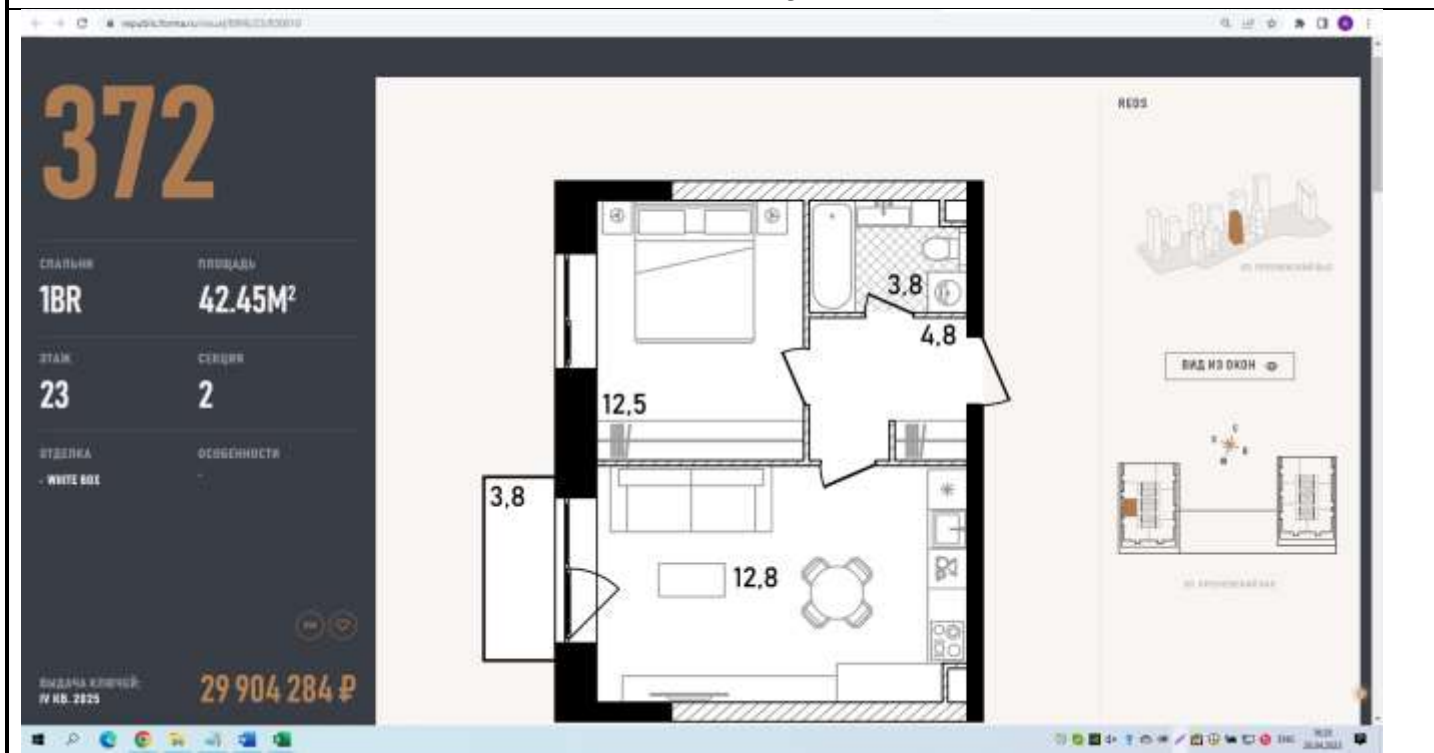 372
REDS
СПАЛЬНИ
ПЛОЩАДЬ
1BR
42.45М²
ЭТАЖ
СЕКЦИЯ
23
2
ОТДЕЛКА
ОСОБЕННОСТИ
- WHITE BOX
-
3,8
4,8
12,5
3,8
12,8
ВИД ИЗ ОКОН
ВЫДАЧА КЛЮЧЕЙ:
IV КВ. 2025
29 904 284 ₽